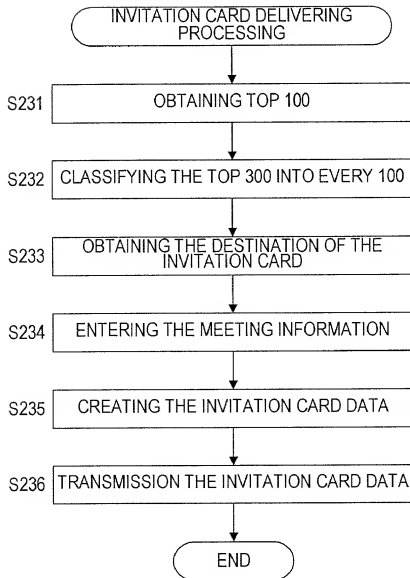 INVITATION CARD DELIVERING
PROCESSING
S231
OBTAINING TOP 100
S232
CLASSIFYING THE TOP 300 INTO EVERY 100
S233
OBTAINING THE DESTINATION OF THE
INVITATION CARD
S234
ENTERING THE MEETING INFORMATION
S235
CREATING THE INVITATION CARD DATA
S236
TRANSMISSION THE INVITATION CARD DATA
END